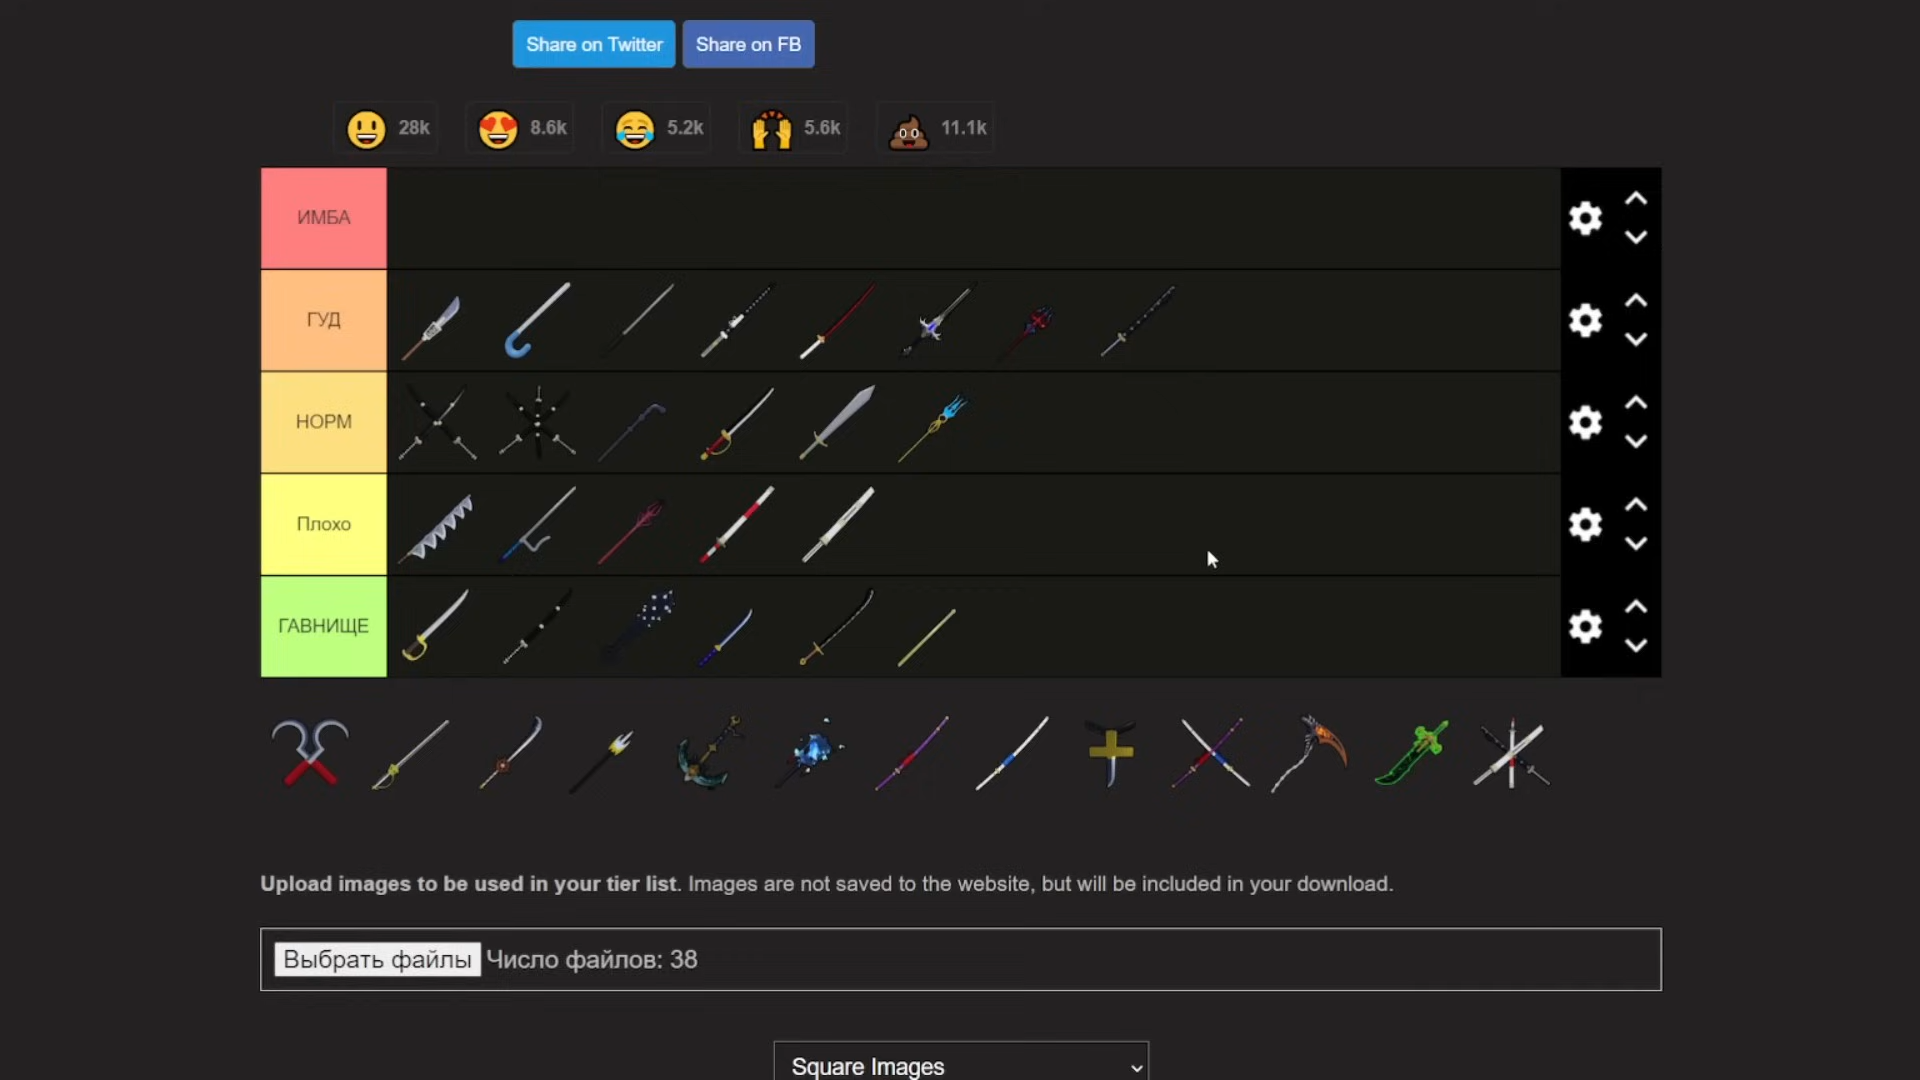 Share on Twitter Share on FB
28k 8.6k 5.2k 5.6k 11.1k
ИМБА
ГУД
НОРМ
Плохо
ГАВНИЩЕ
Upload images to be used in your tier list. Images are not saved to the website, but will be included in your download.
Выбрать файлы Число файлов: 38
Square Images